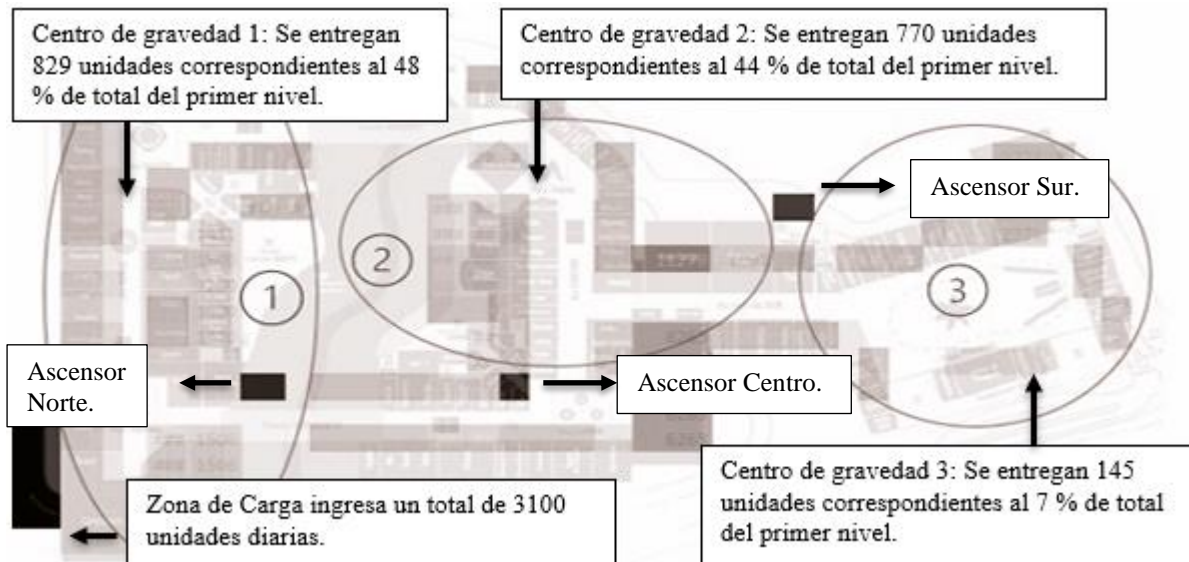 Centro de gravedad 1: Se entregan
829 unidades correspondientes al 48
% de total del primer nivel.
Centro de gravedad 2: Se entregan 770 unidades
correspondientes al 44 % de total del primer nivel.
Ascensor Sur.
2
1
3
Ascensor
Norte.
Ascensor Centro.
Zona de Carga ingresa un total de 3100
unidades diarias.
Centro de gravedad 3: Se entregan 145
unidades correspondientes al 7 % de total
del primer nivel.